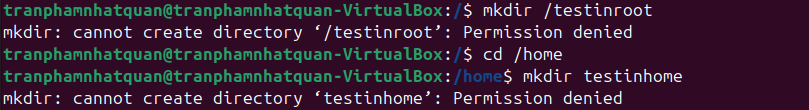 tranphamnhatquan@tranphamnhatquan-VirtualBox:/$ mkdir /testinroot
mkdir: cannot create directory ‘/testinroot’: Permission denied
tranphamnhatquan@tranphamnhatquan-VirtualBox:/$ cd /home
tranphamnhatquan@tranphamnhatquan-VirtualBox:/home$ mkdir testinhome
mkdir: cannot create directory ‘testinhome’: Permission denied